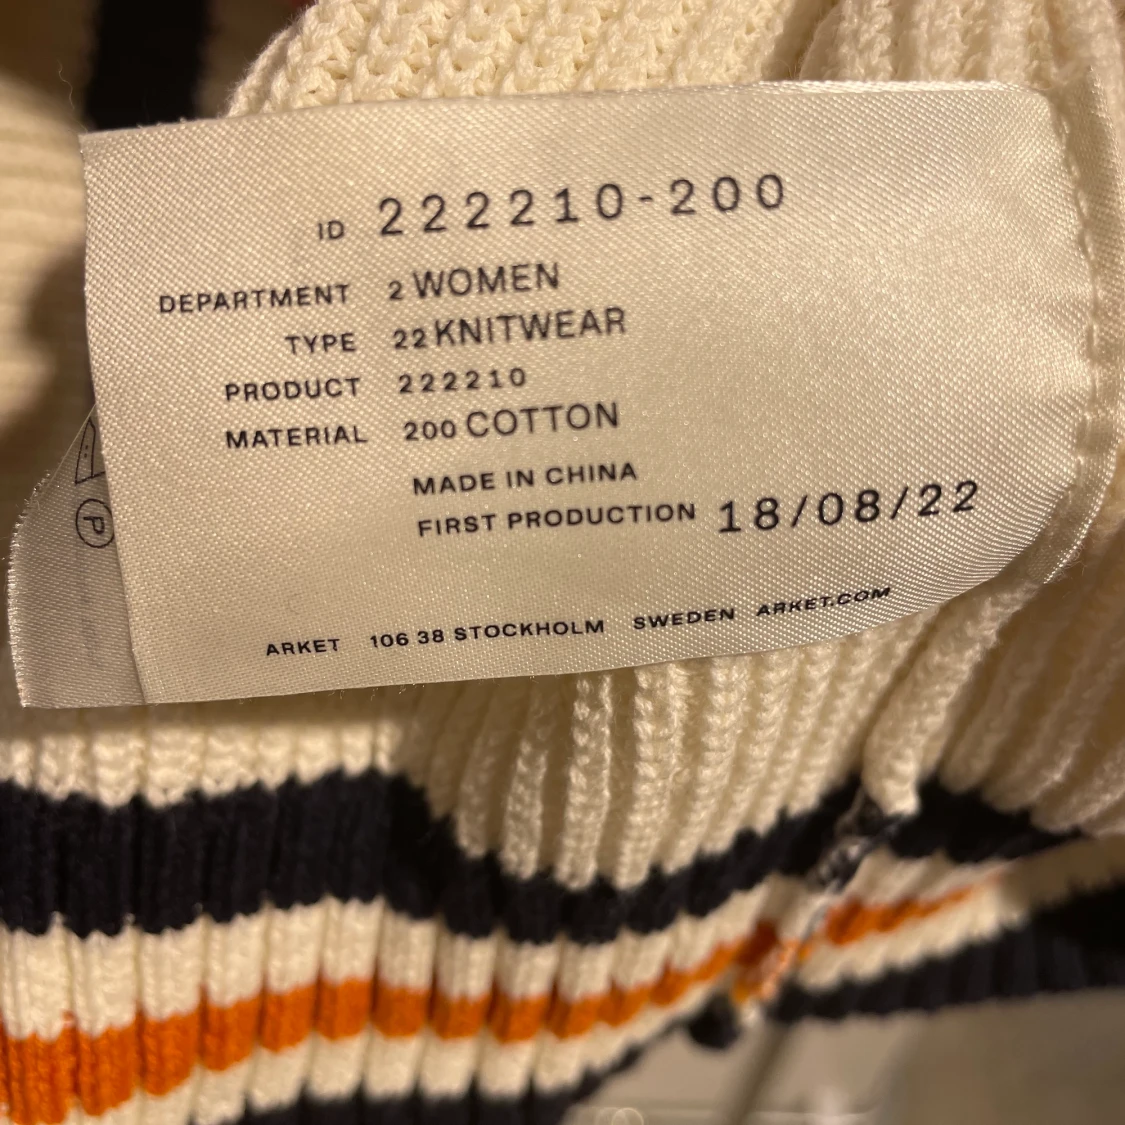 ID 222210-200
DEPARTMENT 2 WOMEN
TYPE 22 KNITWEAR
PRODUCT 222210
MATERIAL 200 COTTON
MADE IN CHINA
FIRST PRODUCTION 18/08/22
ARKET 106 38 STOCKHOLM SWEDEN ARKET.COM
P